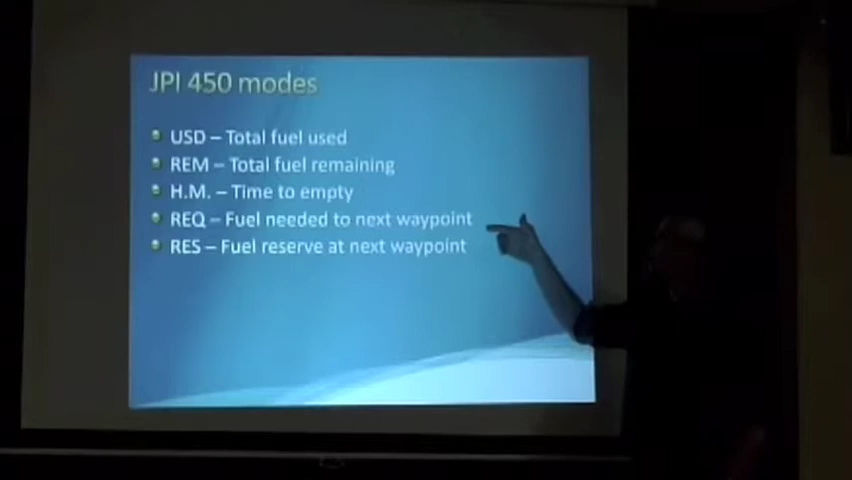 JPI 450 modes
USD – Total fuel used
REM – Total fuel remaining
H.M. – Time to empty
REQ – Fuel needed to next waypoint
RES – Fuel reserve at next waypoint